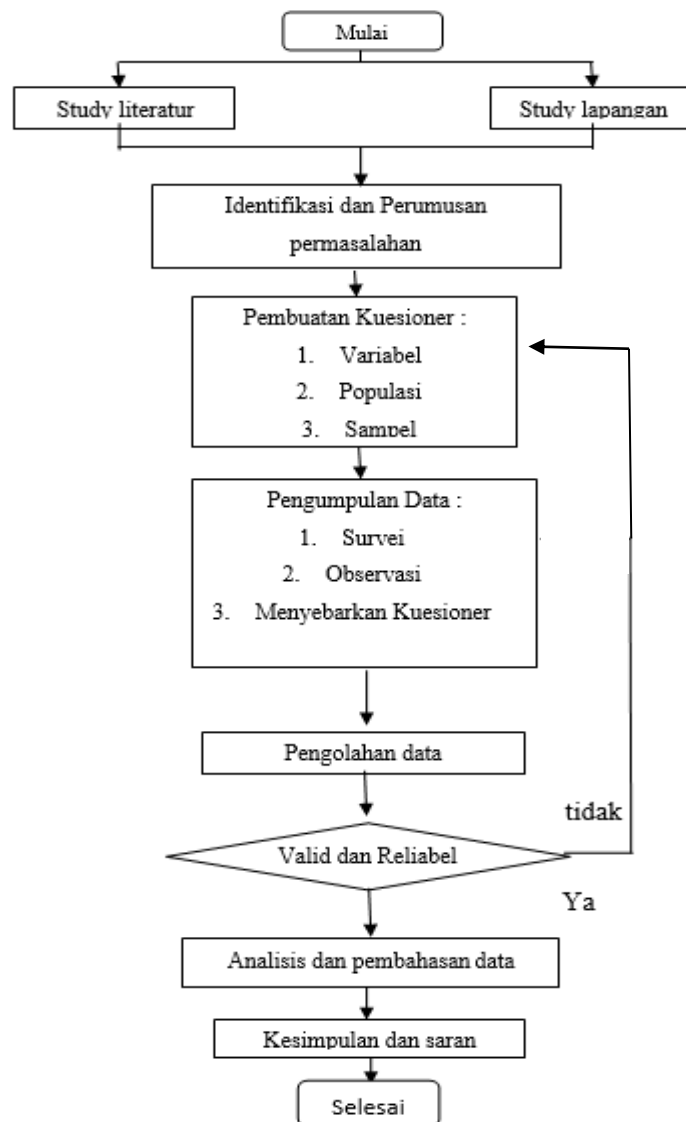 Mulai
Study literatur
Study lapangan
Identifikasi dan Perumusan
permasalahan
Pembuatan Kuesioner :
1. Variabel
2. Populasi
3. Sampel
Pengumpulan Data :
1. Survei
2. Observasi
3. Menyebarkan Kuesioner
Pengolahan data
tidak
Valid dan Reliabel
Ya
Analisis dan pembahasan data
Kesimpulan dan saran
Selesai